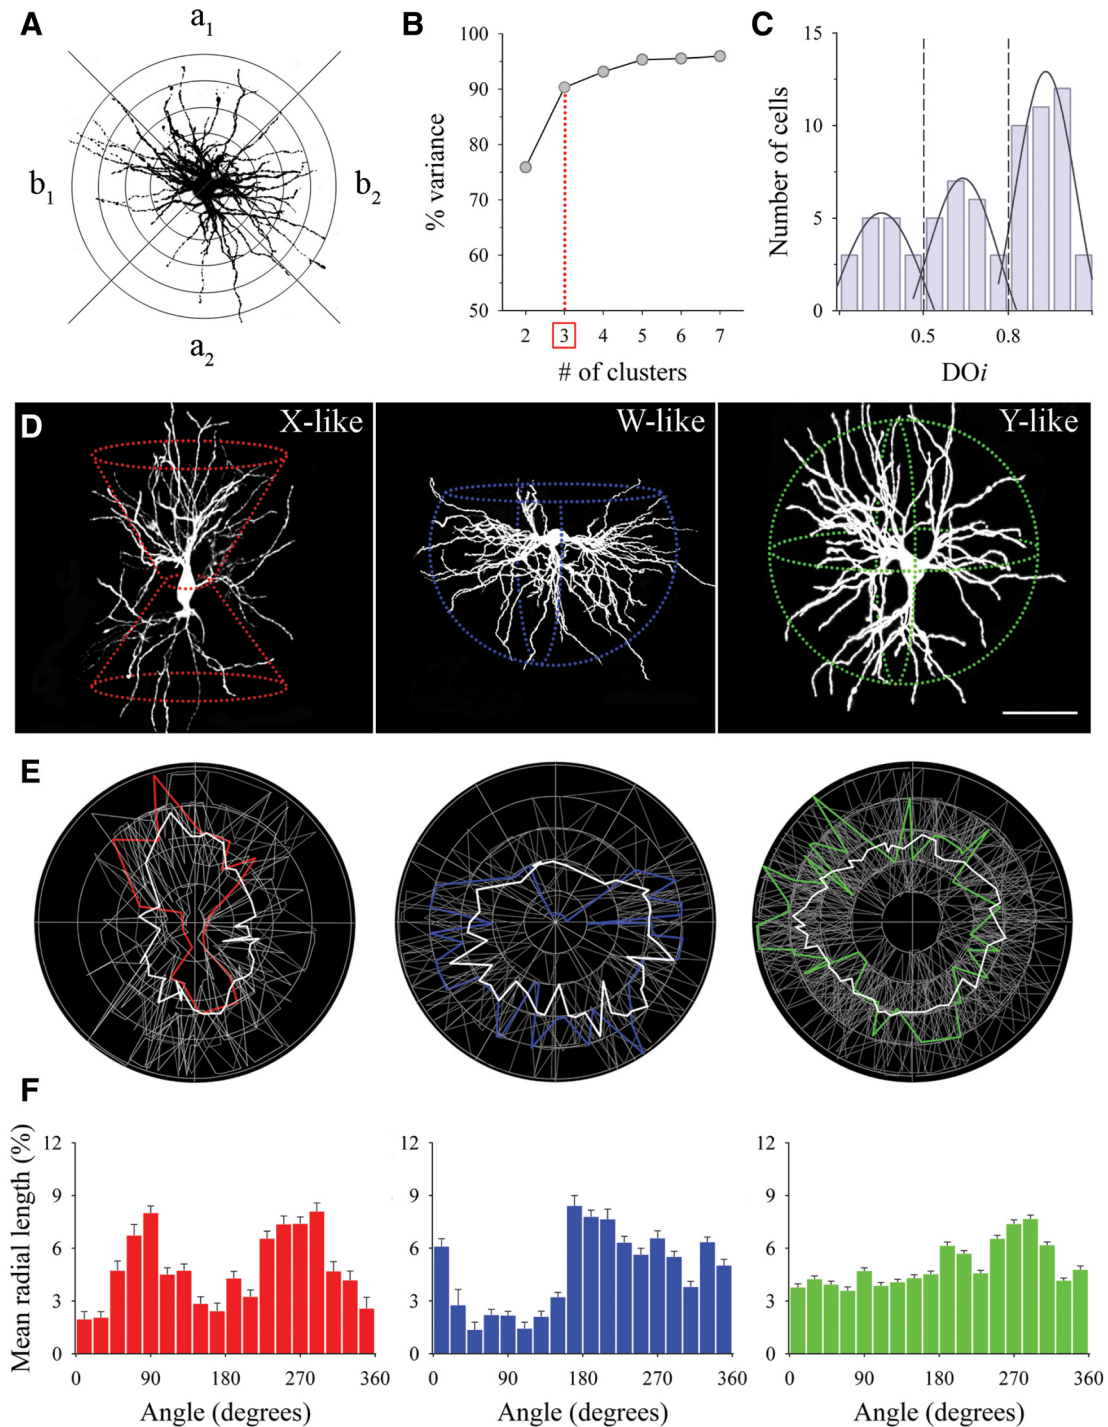 A
a1
b1
b2
a2
B
100
90
80
70
60
50
% variance
2 3 4 5 6 7
# of clusters
C
15
10
5
0
Number of cells
0.5 0.8
DOi
D
X-like
W-like
Y-like
E
F
Mean radial length (%)
12
9
6
3
0
0 90 180 270 360
Angle (degrees)
12
9
6
3
0
0 90 180 270 360
Angle (degrees)
12
9
6
3
0
0 90 180 270 360
Angle (degrees)